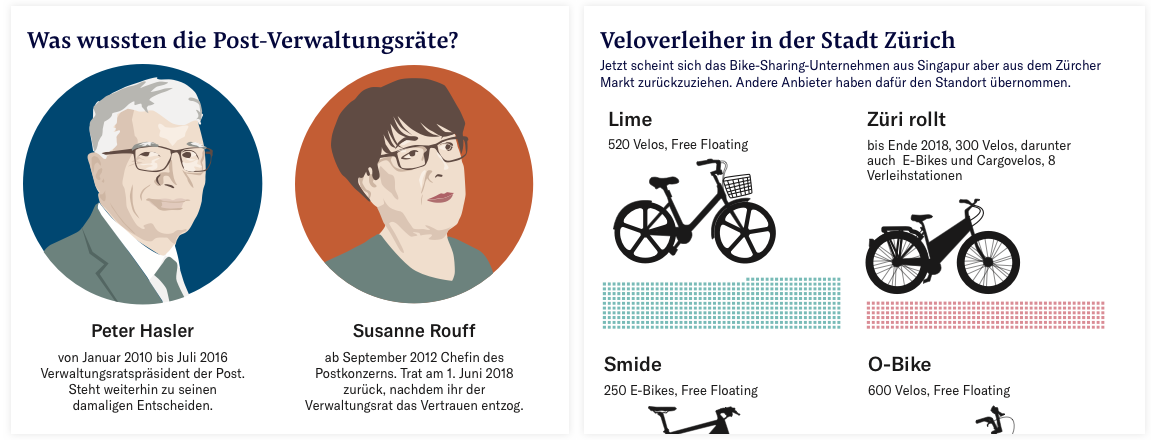 Was wussten die Post-Verwaltungsräte?
Peter Hasler
von Januar 2010 bis Juli 2016
Verwaltungsratspräsident der Post.
Steht weiterhin zu seinen
damaligen Entscheiden.
Susanne Rouff
ab September 2012 Chefin des
Postkonzerns. Trat am 1. Juni 2018
zurück, nachdem ihr der
Verwaltungsrat das Vertrauen entzog.
Veloverleiher in der Stadt Zürich
Jetzt scheint sich das Bike-Sharing-Unternehmen aus Singapur aber aus dem Zürcher
Markt zurückzuziehen. Andere Anbieter haben dafür den Standort übernommen.
Lime
520 Velos, Free Floating
Züri rollt
bis Ende 2018, 300 Velos, darunter
auch E-Bikes und Cargovelos, 8
Verleihstationen
Smide
250 E-Bikes, Free Floating
O-Bike
600 Velos, Free Floating